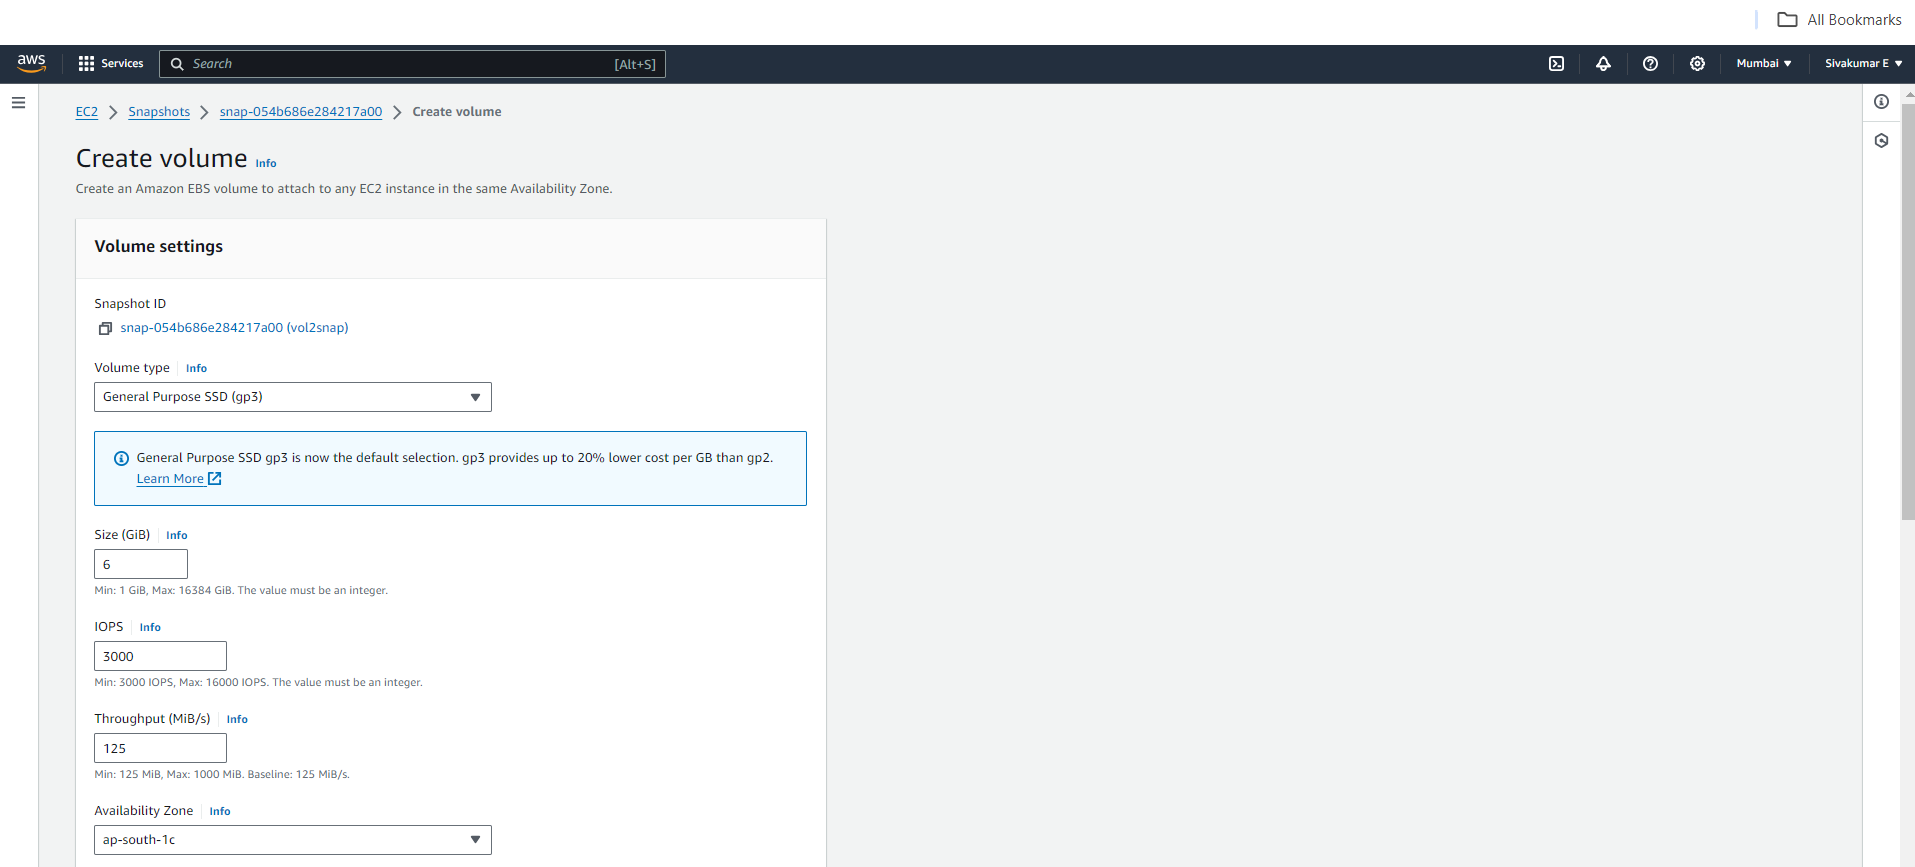 All Bookmarks
aws Services Search [Alt+S] Mumbai Sivakumar E
EC2 Snapshots snap-054b686e284217a00 Create volume
Create volume Info
Create an Amazon EBS volume to attach to any EC2 instance in the same Availability Zone.
Volume settings
Snapshot ID
snap-054b686e284217a00 (vol2snap)
Volume type Info
General Purpose SSD (gp3)
General Purpose SSD gp3 is now the default selection. gp3 provides up to 20% lower cost per GB than gp2.
Learn More
Size (GiB) Info
6
Min: 1 GiB, Max: 16384 GiB. The value must be an integer.
IOPS Info
3000
Min: 3000 IOPS, Max: 16000 IOPS. The value must be an integer.
Throughput (MiB/s) Info
125
Min: 125 MiB, Max: 1000 MiB. Baseline: 125 MiB/s.
Availability Zone Info
ap-south-1c